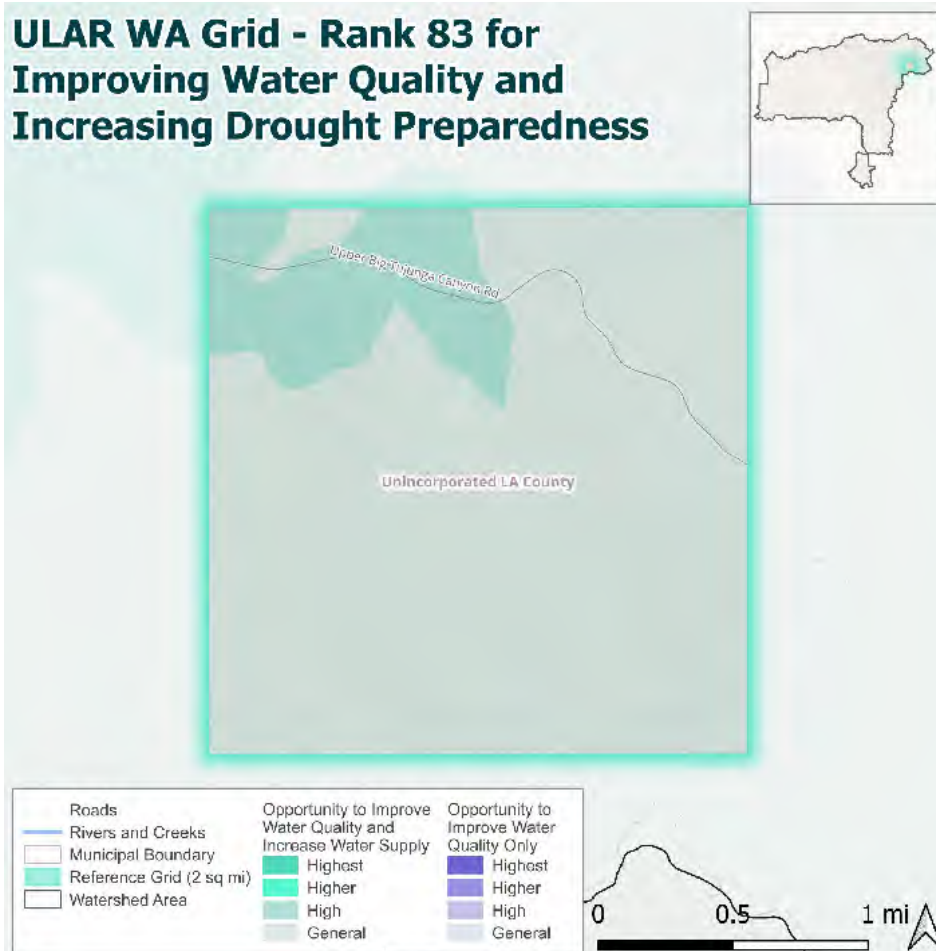 ULAR WA Grid - Rank 83 for
Improving Water Quality and
Increasing Drought Preparedness
Upper Big Tujunga Canyon Rd
Unincorporated LA County
Roads
Rivers and Creeks
Municipal Boundary
Reference Grid (2 sq mi)
Watershed Area
Opportunity to Improve
Water Quality and
Increase Water Supply
Highest
Higher
High
General
Opportunity to
Improve Water
Quality Only
Highest
Higher
High
General
0 0.5 1 mi